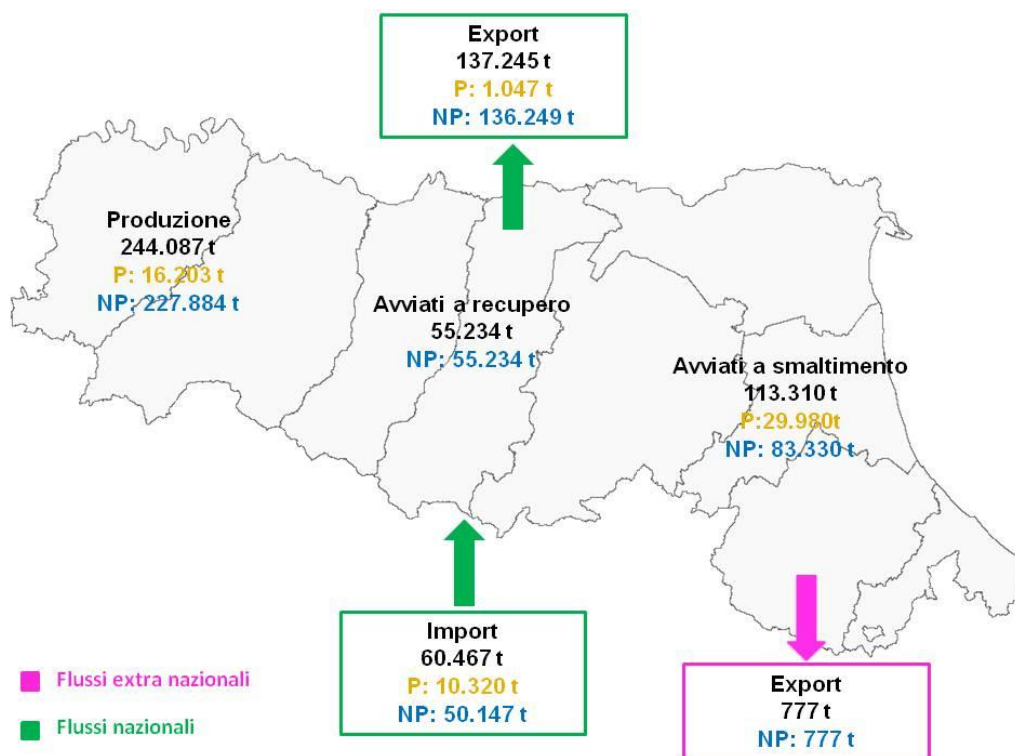 Export
137.245 t
P: 1.047 t
NP: 136.249 t
Produzione
244.087 t
P: 16.203 t
NP: 227.884 t
Avviati a recupero
55.234 t
NP: 55.234 t
Avviati a smaltimento
113.310 t
P:29.980t
NP: 83.330 t
Import
60.467 t
P: 10.320 t
NP: 50.147 t
Export
777 t
NP: 777 t
Flussi extra nazionali
Flussi nazionali